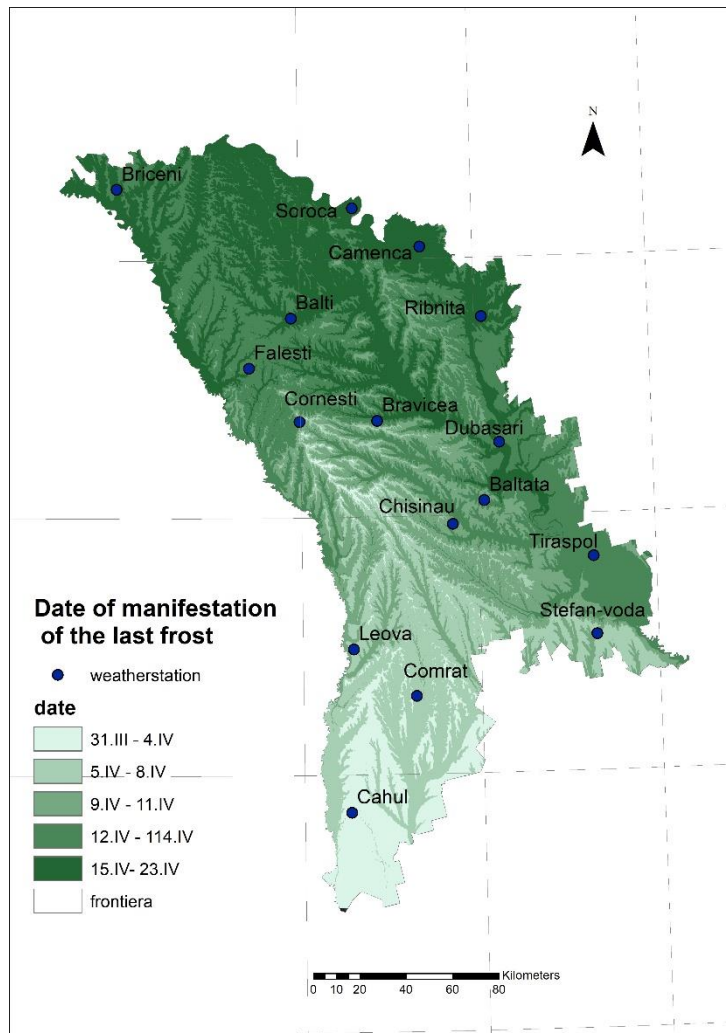 N
Briceni
Soroca
Camenca
Balti
Ribnita
Falesti
Cornesti
Bravicea
Dubasari
Baltata
Chisinau
Tiraspol
Stefan-voda
Leova
Comrat
Cahul
Date of manifestation
of the last frost
weatherstation
date
31.III - 4.IV
5.IV - 8.IV
9.IV - 11.IV
12.IV - 114.IV
15.IV- 23.IV
frontiera
Kilometers
0 10 20 40 60 80